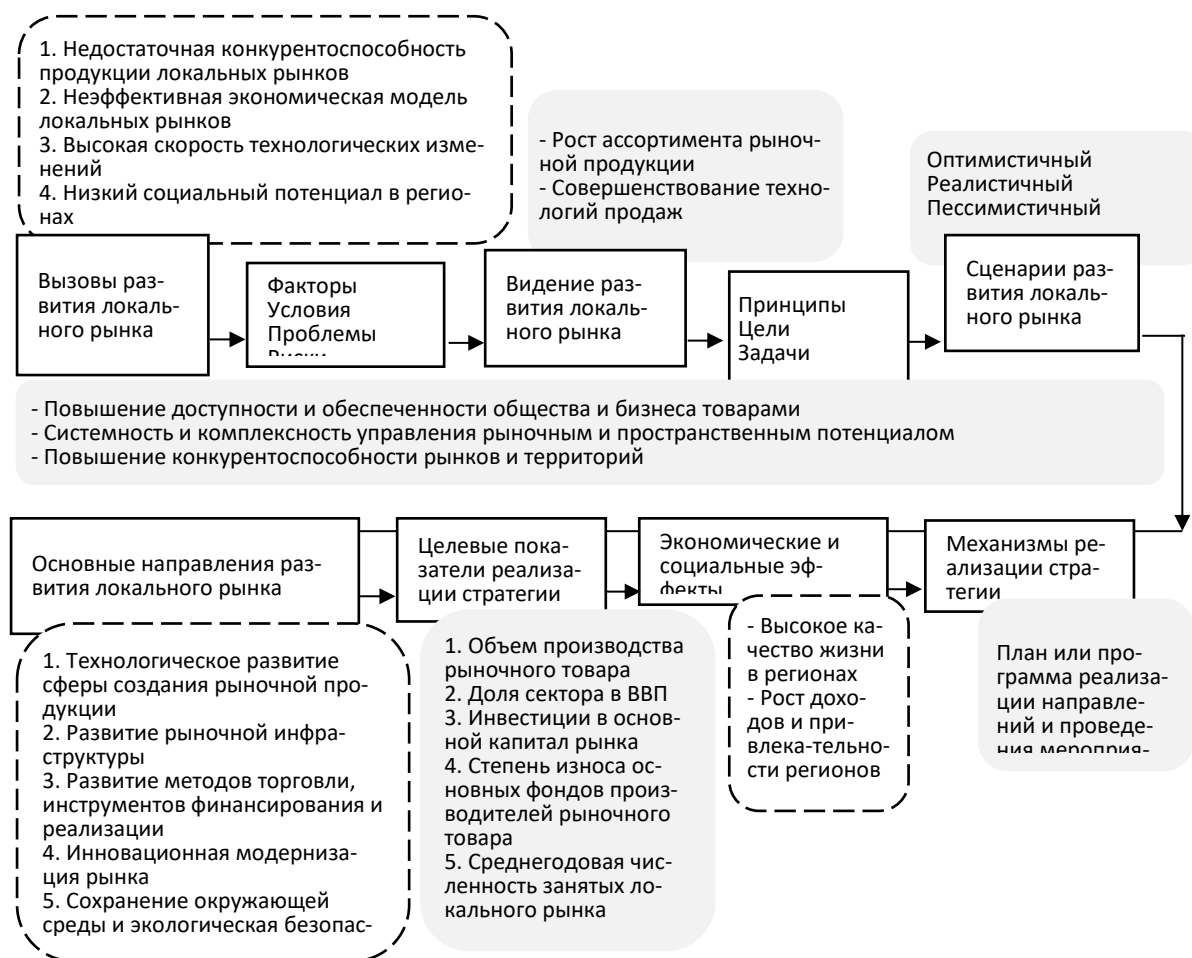 1. Недостаточная конкурентоспособность
продукции локальных рынков
2. Неэффективная экономическая модель
локальных рынков
3. Высокая скорость технологических изме-
нений
4. Низкий социальный потенциал в регио-
нах
- Рост ассортимента рыноч-
ной продукции
- Совершенствование техно-
логий продаж
Оптимистичный
Реалистичный
Пессимистичный
Вызовы раз-
вития локаль-
ного рынка
Факторы
Условия
Проблемы
Риски
Видение раз-
вития локаль-
ного рынка
Принципы
Цели
Задачи
Сценарии раз-
вития локаль-
ного рынка
- Повышение доступности и обеспеченности общества и бизнеса товарами
- Системность и комплексность управления рыночным и пространственным потенциалом
- Повышение конкурентоспособности рынков и территорий
Основные направления раз-
вития локального рынка
Целевые пока-
затели реализа-
ции стратегии
Экономические и
социальные эф-
фекты
Механизмы ре-
ализации стра-
тегии
1. Технологическое развитие
сферы создания рыночной про-
дукции
2. Развитие рыночной инфра-
структуры
3. Развитие методов торговли,
инструментов финансирования и
реализации
4. Инновационная модерниза-
ция рынка
5. Сохранение окружающей
среды и экологическая безопас-
1. Объем производства
рыночного товара
2. Доля сектора в ВВП
3. Инвестиции в основ-
ной капитал рынка
4. Степень износа ос-
новных фондов произ-
водителей рыночного
товара
5. Среднегодовая чис-
ленность занятых ло-
кального рынка
- Высокое ка-
чество жизни
в регионах
- Рост дохо-
дов и при-
влека-тельно-
сти регионов
План или про-
грамма реализа-
ции направле-
ний и проведе-
ния мероприя-